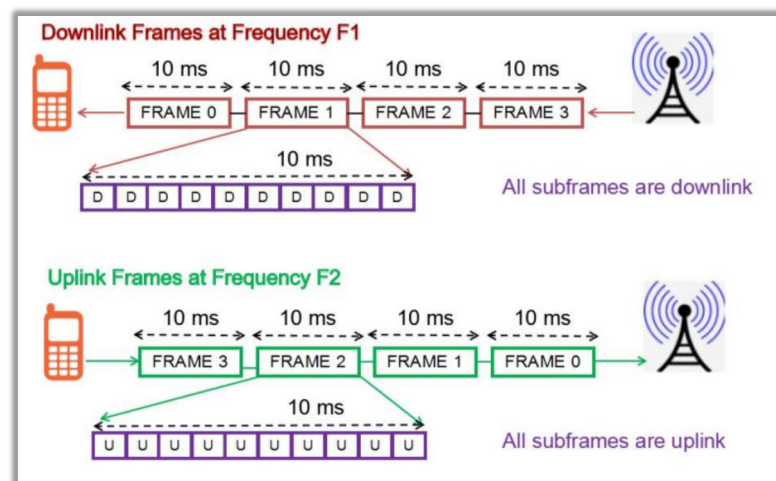 Downlink Frames at Frequency F1
10 ms 10 ms 10 ms 10 ms
FRAME 0 FRAME 1 FRAME 2 FRAME 3
10 ms
D D D D D D D D D D
All subframes are downlink
Uplink Frames at Frequency F2
10 ms 10 ms 10 ms 10 ms
FRAME 3 FRAME 2 FRAME 1 FRAME 0
10 ms
U U U U U U U U U U
All subframes are uplink